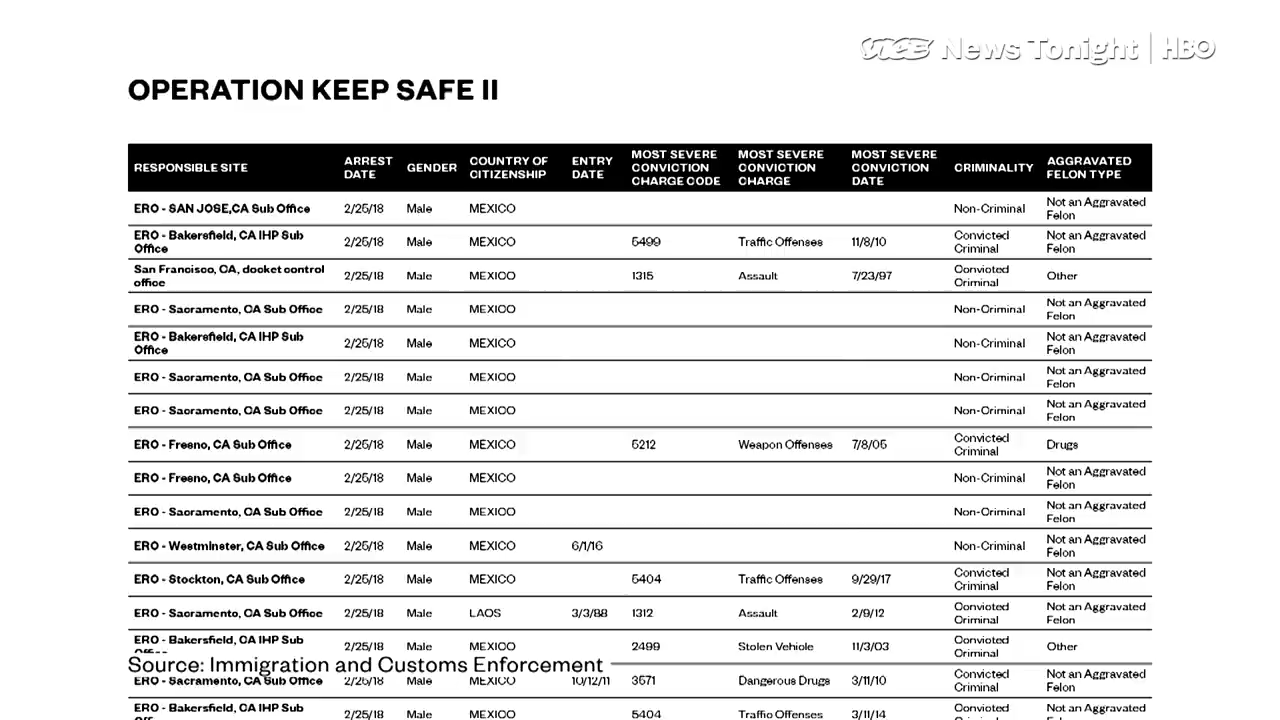 VICE News Tonight | HBO
OPERATION KEEP SAFE II
RESPONSIBLE SITE ARREST DATE GENDER COUNTRY OF CITIZENSHIP ENTRY DATE MOST SEVERE CONVICTION CHARGE CODE MOST SEVERE CONVICTION CHARGE MOST SEVERE CONVICTION DATE CRIMINALITY AGGRAVATED FELON TYPE
ERO - SAN JOSE,CA Sub Office 2/25/18 Male MEXICO Non-Criminal Not an Aggravated Felon
ERO - Bakersfield, CA IHP Sub Office 2/25/18 Male MEXICO 5499 Traffic Offenses 11/8/10 Convicted Criminal Not an Aggravated Felon
San Francisco, CA, docket control office 2/25/18 Male MEXICO 1315 Assault 7/23/97 Convicted Criminal Other
ERO - Sacramento, CA Sub Office 2/25/18 Male MEXICO Non-Criminal Not an Aggravated Felon
ERO - Bakersfield, CA IHP Sub Office 2/25/18 Male MEXICO Non-Criminal Not an Aggravated Felon
ERO - Sacramento, CA Sub Office 2/25/18 Male MEXICO Non-Criminal Not an Aggravated Felon
ERO - Sacramento, CA Sub Office 2/25/18 Male MEXICO Non-Criminal Not an Aggravated Felon
ERO - Fresno, CA Sub Office 2/25/18 Male MEXICO 5212 Weapon Offenses 7/8/05 Convicted Criminal Drugs
ERO - Fresno, CA Sub Office 2/25/18 Male MEXICO Non-Criminal Not an Aggravated Felon
ERO - Sacramento, CA Sub Office 2/25/18 Male MEXICO Non-Criminal Not an Aggravated Felon
ERO - Westminster, CA Sub Office 2/25/18 Male MEXICO 6/1/16 Non-Criminal Not an Aggravated Felon
ERO - Stockton, CA Sub Office 2/25/18 Male MEXICO 5404 Traffic Offenses 9/29/17 Convicted Criminal Not an Aggravated Felon
ERO - Sacramento, CA Sub Office 2/25/18 Male LAOS 3/3/88 1312 Assault 2/9/12 Convicted Criminal Not an Aggravated Felon
ERO - Bakersfield, CA IHP Sub 2/25/18 Male MEXICO 2499 Stolen Vehicle 11/3/03 Convicted Criminal Other
Source: Immigration and Customs Enforcement
ERO - Sacramento, CA Sub Office 2/25/18 Male MEXICO 10/12/11 3571 Dangerous Drugs 3/11/10 Convicted Criminal Not an Aggravated Felon
ERO - Bakersfield, CA IHP Sub 2/25/18 Male MEXICO 5404 Traffic Offenses 3/11/14 Convicted Criminal Not an Aggravated Felon